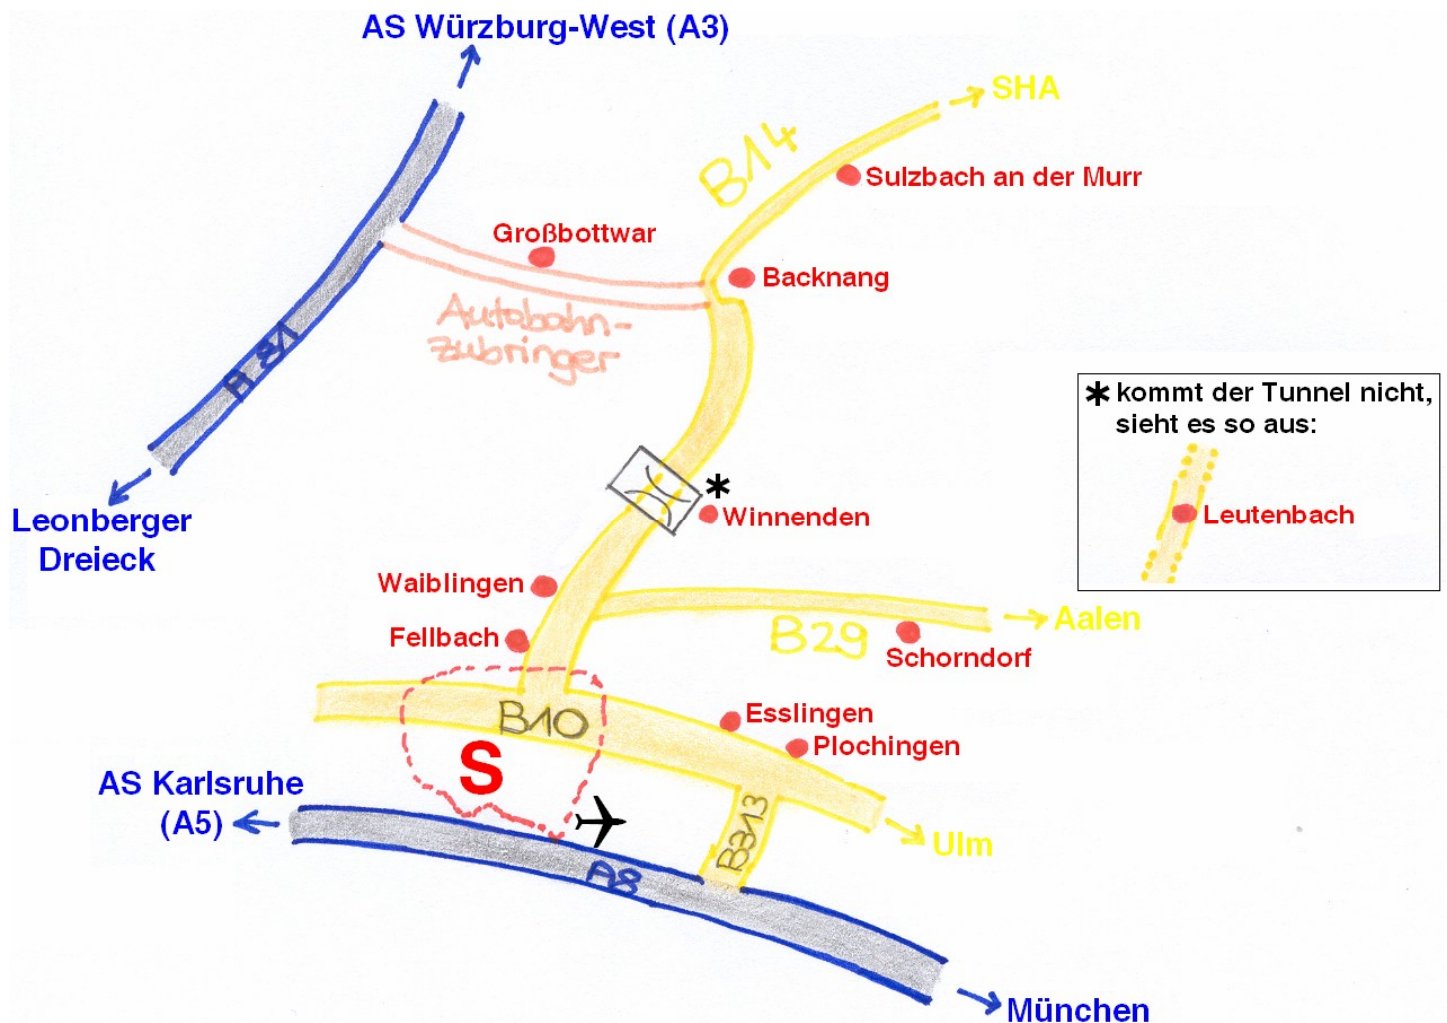 AS Würzburg-West (A3)
SHA
B14
Sulzbach an der Murr
Großbottwar
Backnang
Autobahn-
zubringer
A 81
* kommt der Tunnel nicht,
sieht es so aus:
Leutenbach
*
Winnenden
Leonberger
Dreieck
Waiblingen
Fellbach
B29
Aalen
Schorndorf
B10
Esslingen
Plochingen
S
AS Karlsruhe
(A5)
B313
Ulm
A8
München